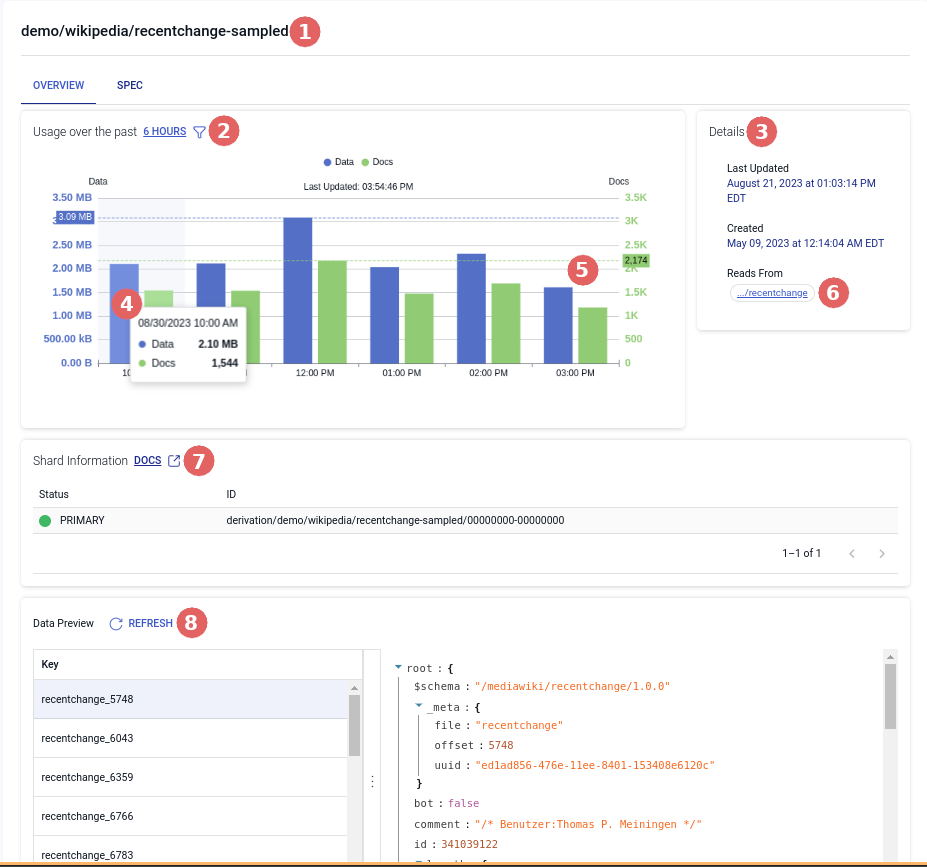 demo/wikipedia/recentchange-sampled 1
OVERVIEW SPEC
Usage over the past 6 HOURS 2
Data Docs
Last Updated: 03:54:46 PM
Data Docs
3.50 MB 3.5K
3.09 MB 3K
2.50 MB 2.5K
2,174
2.00 MB 2K
1.50 MB 1.5K
1.00 MB 1K
500.00 kB 500
0.00 B 0
10 12:00 PM 01:00 PM 02:00 PM 03:00 PM
4
5
08/30/2023 10:00 AM
Data 2.10 MB
Docs 1,544
Details 3
Last Updated
August 21, 2023 at 01:03:14 PM
EDT
Created
May 09, 2023 at 12:14:04 AM EDT
Reads From
.../recentchange 6
Shard Information DOCS 7
Status ID
PRIMARY derivation/demo/wikipedia/recentchange-sampled/00000000-00000000
1–1 of 1
Data Preview REFRESH 8
Key
recentchange_5748
recentchange_6043
recentchange_6359
recentchange_6766
recentchange_6783
root : {
$schema : "/mediawiki/recentchange/1.0.0"
_meta : {
file : "recentchange"
offset : 5748
uuid : "ed1ad856-476e-11ee-8401-153408e6120c"
}
bot : false
comment : "/* Benutzer:Thomas P. Meiningen */"
id : 341039122